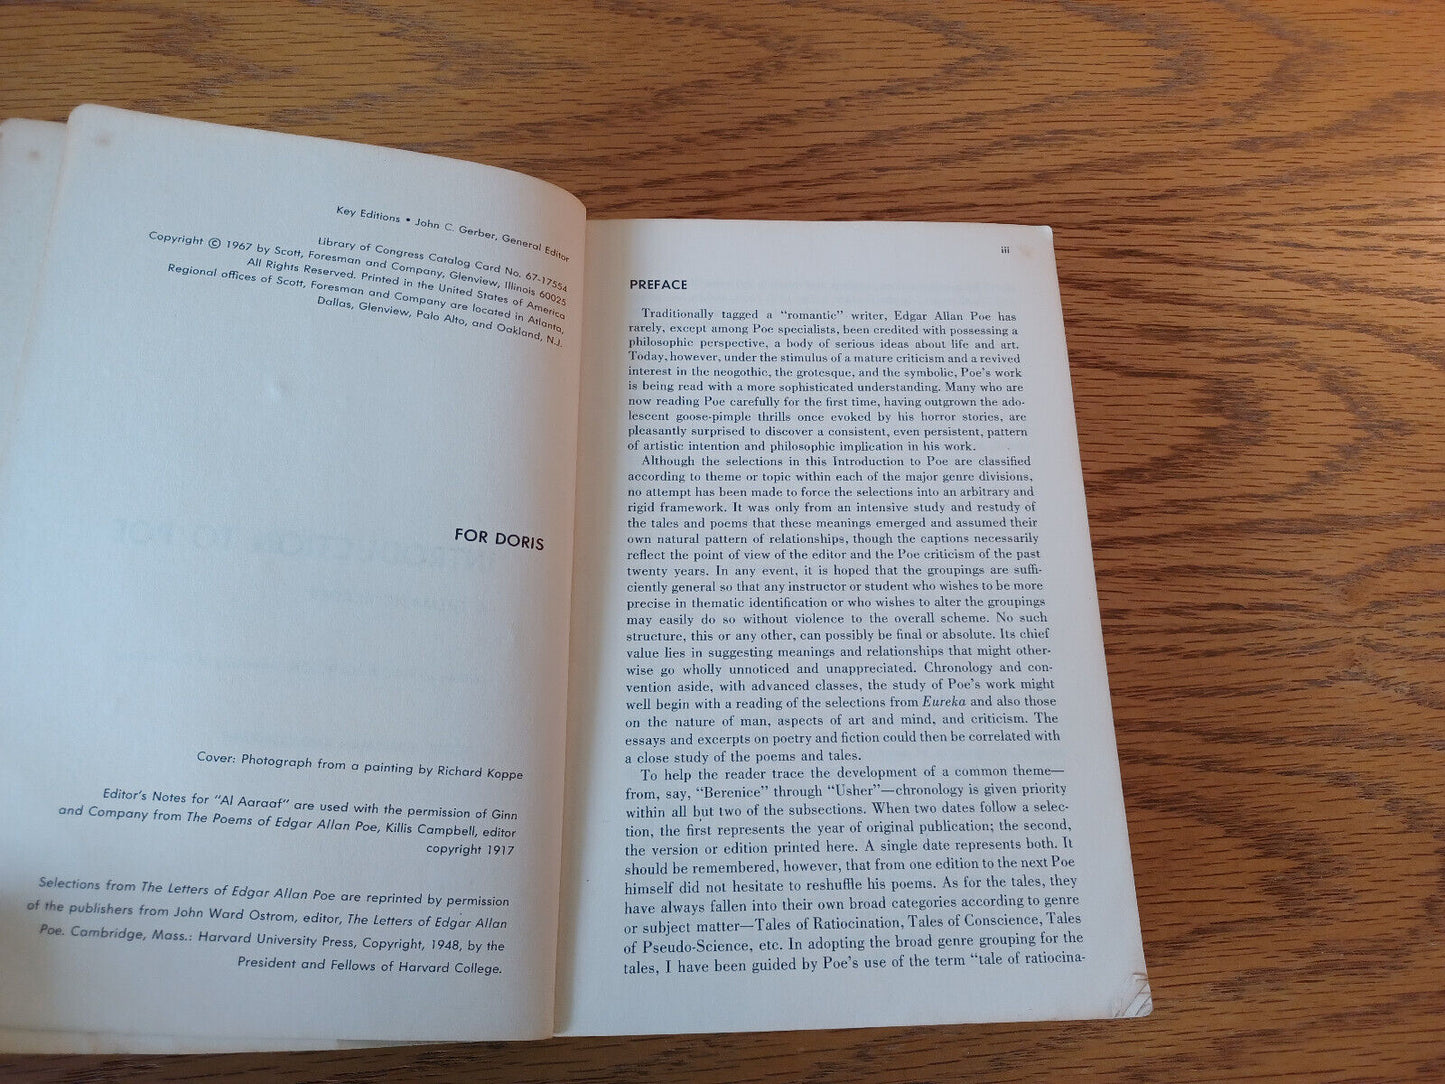 Key Editions • John C. Gerber, General Editor
Library of Congress Catalog Card No. 67-17554
Copyright © 1967 by Scott, Foresman and Company, Glenview, Illinois 60025
All Rights Reserved. Printed in the United States of America
Regional offices of Scott, Foresman and Company are located in Atlanta,
Dallas, Glenview, Palo Alto, and Oakland, N.J.
FOR DORIS
Cover: Photograph from a painting by Richard Koppe
Editor's Notes for "Al Aaraaf" are used with the permission of Ginn
and Company from The Poems of Edgar Allan Poe, Killis Campbell, editor
copyright 1917
Selections from The Letters of Edgar Allan Poe are reprinted by permission
of the publishers from John Ward Ostrom, editor, The Letters of Edgar Allan
Poe. Cambridge, Mass.: Harvard University Press, Copyright, 1948, by the
President and Fellows of Harvard College.
iii
PREFACE
Traditionally tagged a "romantic" writer, Edgar Allan Poe has
rarely, except among Poe specialists, been credited with possessing a
philosophic perspective, a body of serious ideas about life and art.
Today, however, under the stimulus of a mature criticism and a revived
interest in the neogothic, the grotesque, and the symbolic, Poe's work
is being read with a more sophisticated understanding. Many who are
now reading Poe carefully for the first time, having outgrown the ado-
lescent goose-pimple thrills once evoked by his horror stories, are
pleasantly surprised to discover a consistent, even persistent, pattern
of artistic intention and philosophic implication in his work.
Although the selections in this Introduction to Poe are classified
according to theme or topic within each of the major genre divisions,
no attempt has been made to force the selections into an arbitrary and
rigid framework. It was only from an intensive study and restudy of
the tales and poems that these meanings emerged and assumed their
own natural pattern of relationships, though the captions necessarily
reflect the point of view of the editor and the Poe criticism of the past
twenty years. In any event, it is hoped that the groupings are suffi-
ciently general so that any instructor or student who wishes to be more
precise in thematic identification or who wishes to alter the groupings
may easily do so without violence to the overall scheme. No such
structure, this or any other, can possibly be final or absolute. Its chief
value lies in suggesting meanings and relationships that might other-
wise go wholly unnoticed and unappreciated. Chronology and con-
vention aside, with advanced classes, the study of Poe's work might
well begin with a reading of the selections from Eureka and also those
on the nature of man, aspects of art and mind, and criticism. The
essays and excerpts on poetry and fiction could then be correlated with
a close study of the poems and tales.
To help the reader trace the development of a common theme—
from, say, "Berenice" through "Usher"—chronology is given priority
within all but two of the subsections. When two dates follow a selec-
tion, the first represents the year of original publication; the second,
the version or edition printed here. A single date represents both. It
should be remembered, however, that from one edition to the next Poe
himself did not hesitate to reshuffle his poems. As for the tales, they
have always fallen into their own broad categories according to genre
or subject matter—Tales of Ratiocination, Tales of Conscience, Tales
of Pseudo-Science, etc. In adopting the broad genre grouping for the
tales, I have been guided by Poe's use of the term "tale of ratiocina-